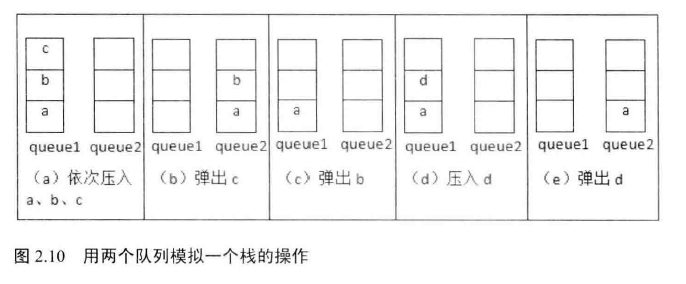 c
b b d
a a a a a
queue1 queue2 queue1 queue2 queue1 queue2 queue1 queue2 queue1 queue2
（a）依次压入 （b）弹出 c （c）弹出 b （d）压入 d （e）弹出 d
a、b、c
图 2.10 用两个队列模拟一个栈的操作